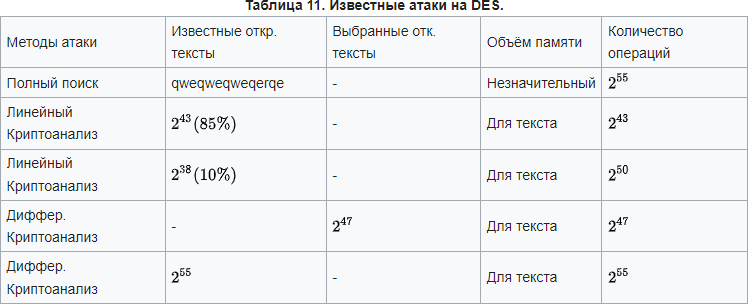 Таблица 11. Известные атаки на DES.
Методы атаки
Известные откр.
тексты
Выбранные отк.
тексты
Объём памяти
Количество
операций
Полный поиск
qweqweqweqerqe
-
Незначительный
2^55
Линейный
Криптоанализ
2^43(85%)
-
Для текста
2^43
Линейный
Криптоанализ
2^38(10%)
-
Для текста
2^50
Диффер.
Криптоанализ
-
2^47
Для текста
2^47
Диффер.
Криптоанализ
2^55
-
Для текста
2^55